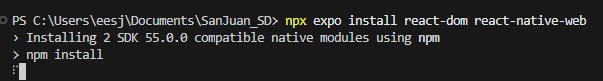 PS C:\Users\eesj\Documents\SanJuan_SD> npx expo install react-dom react-native-web
› Installing 2 SDK 55.0.0 compatible native modules using npm
> npm install
⠏